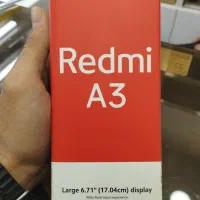 Redmi
A3
Large 6.71" (17.04cm) display